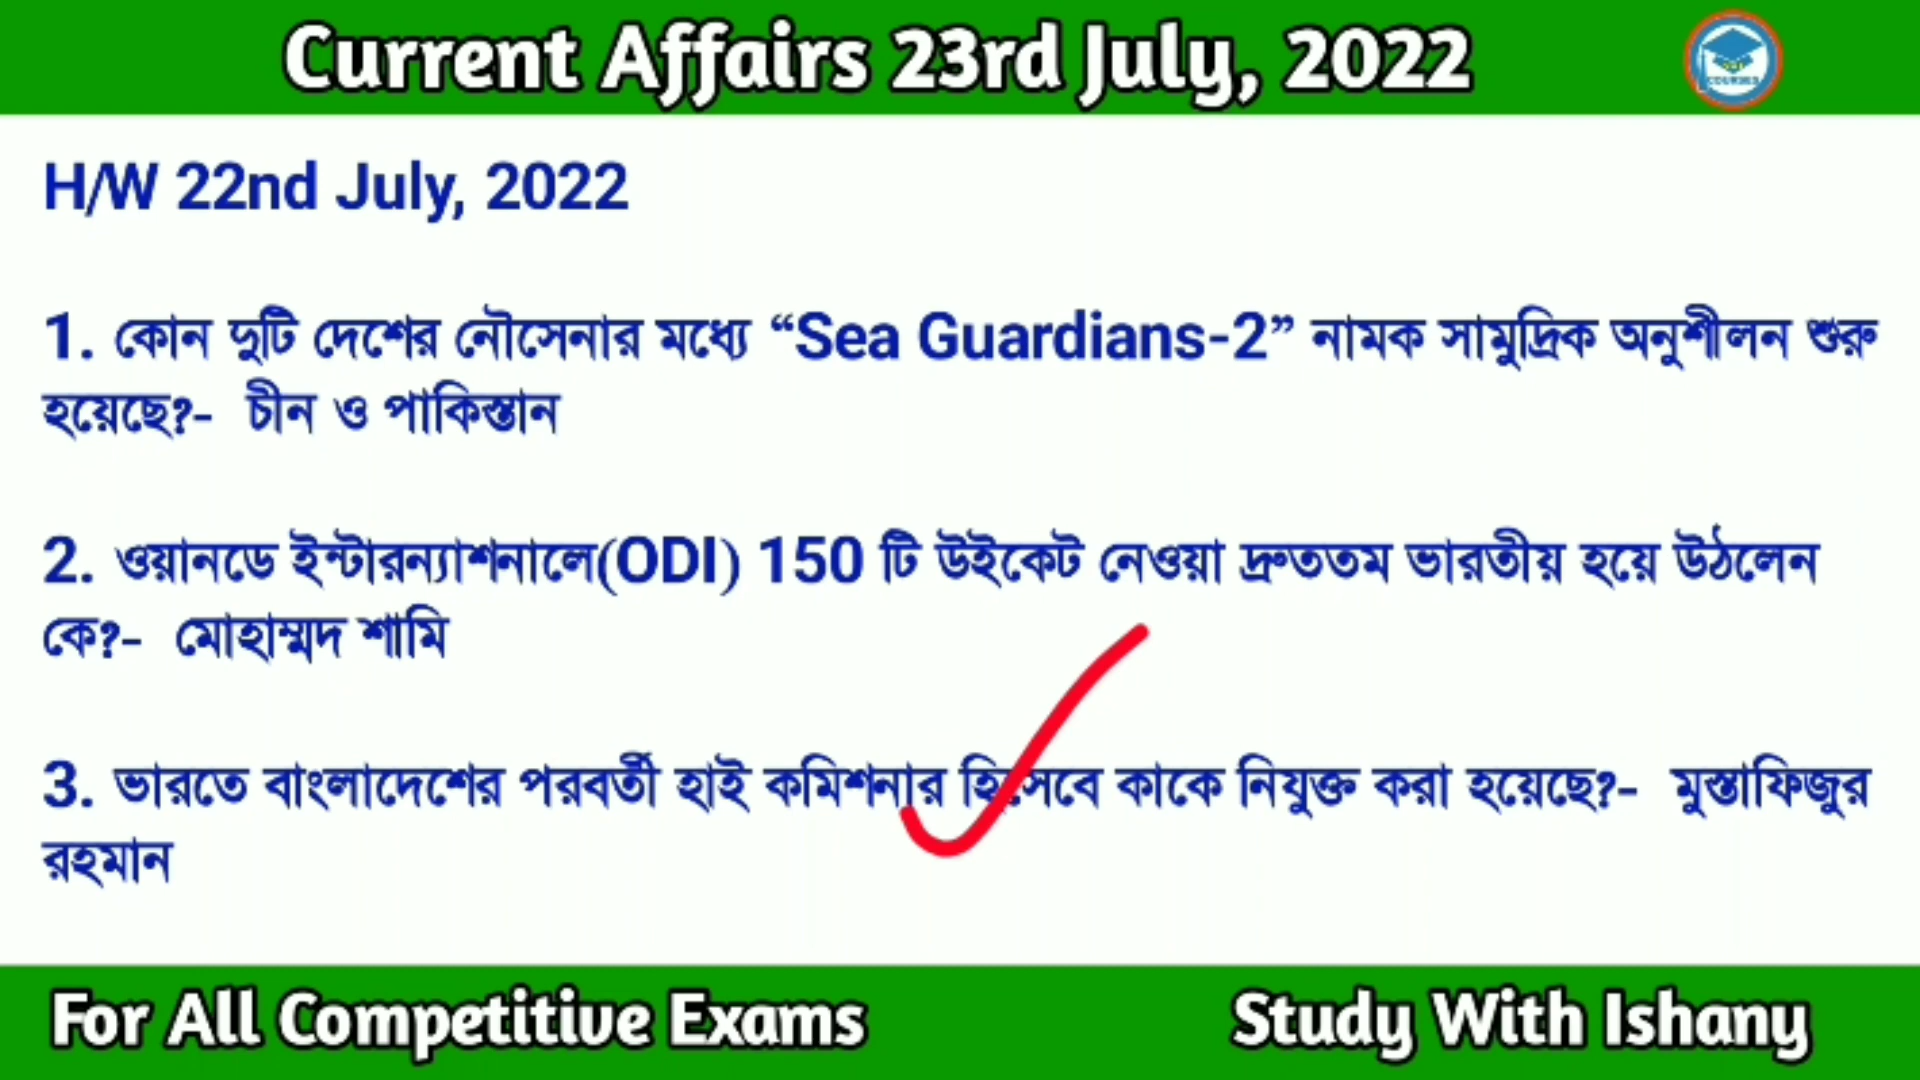 Current Affairs 23rd July, 2022
COURSES
H/W 22nd July, 2022
1. কোন দুটি দেশের নৌসেনার মধ্যে “Sea Guardians-2” নামক সামুদ্রিক অনুশীলন শুরু
হয়েছে?- চীন ও পাকিস্তান
2. ওয়ানডে ইন্টারন্যাশনালে(ODI) 150 টি উইকেট নেওয়া দ্রুততম ভারতীয় হয়ে উঠলেন
কে?- মোহাম্মদ শামি
3. ভারতে বাংলাদেশের পরবর্তী হাই কমিশনার হিসেবে কাকে নিযুক্ত করা হয়েছে?- মুস্তাফিজুর
রহমান
For All Competitive Exams
Study With Ishany